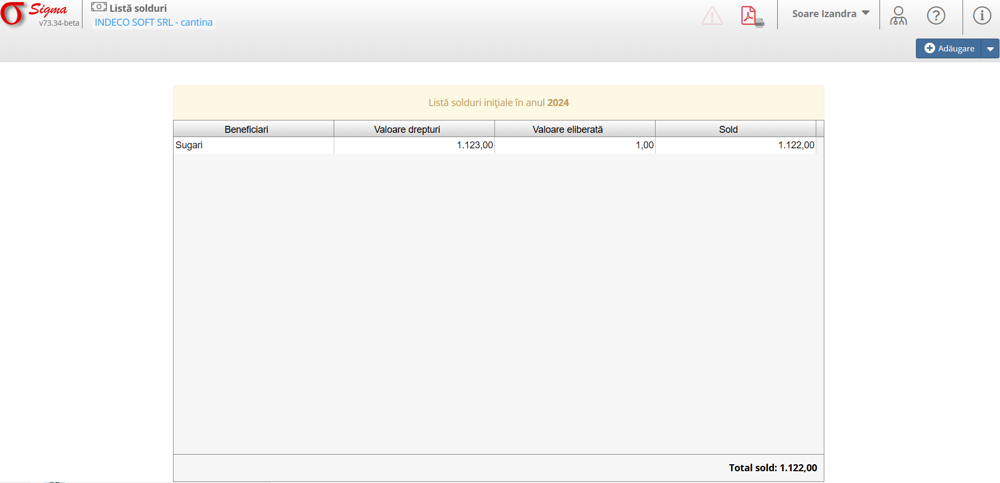 Sigma
v73.34-beta
Listă solduri
INDECO SOFT SRL - cantina
Soare Izandra
Adăugare
Listă solduri iniţiale în anul 2024
Beneficiari Valoare drepturi Valoare eliberată Sold
Sugari 1.123,00 1,00 1.122,00
Total sold: 1.122,00